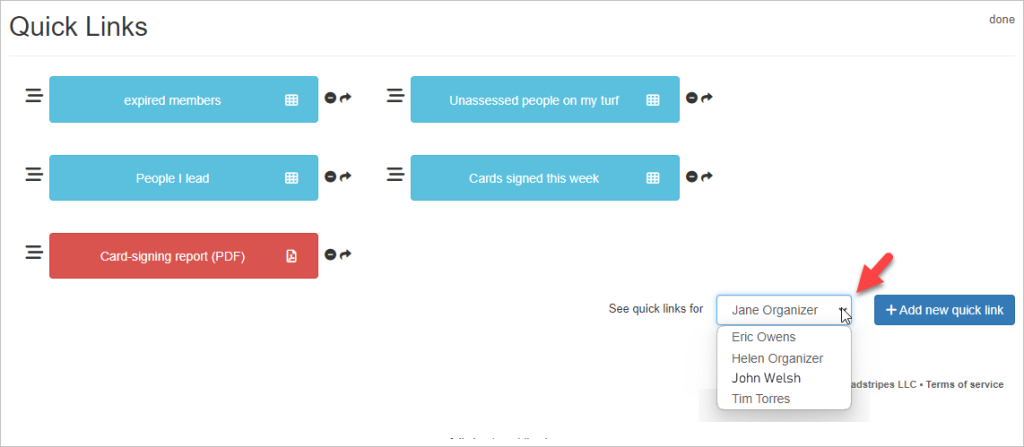 Quick Links
done
expired members
Unassessed people on my turf
People I lead
Cards signed this week
Card-signing report (PDF)
See quick links for
Jane Organizer
Add new quick link
Eric Owens
Helen Organizer
John Welsh
Tim Torres
LLC • Terms of service